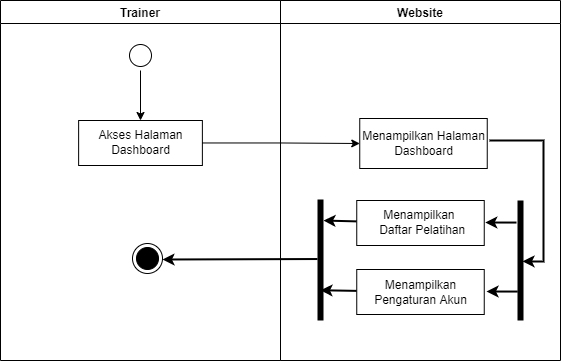 Trainer
Website
Akses Halaman
Dashboard
Menampilkan Halaman
Dashboard
Menampilkan
Daftar Pelatihan
Menampilkan
Pengaturan Akun